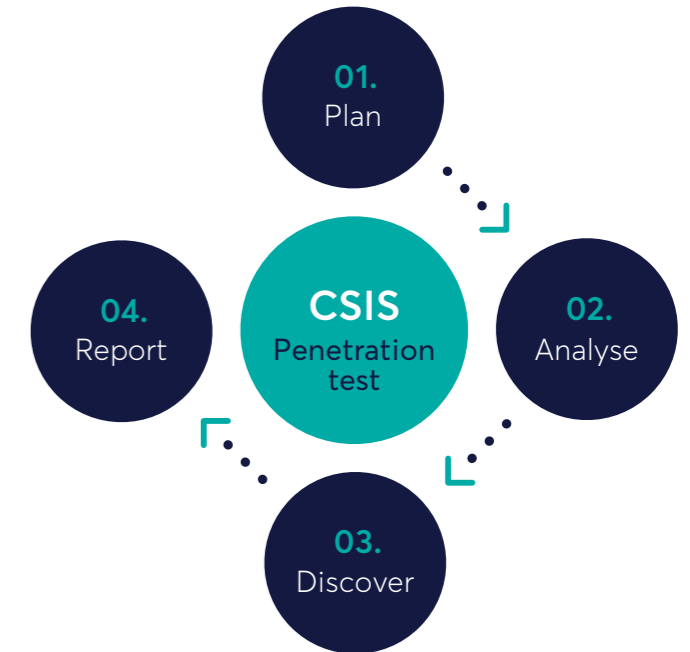 01.
Plan
02.
Analyse
03.
Discover
04.
Report
CSIS
Penetration
test